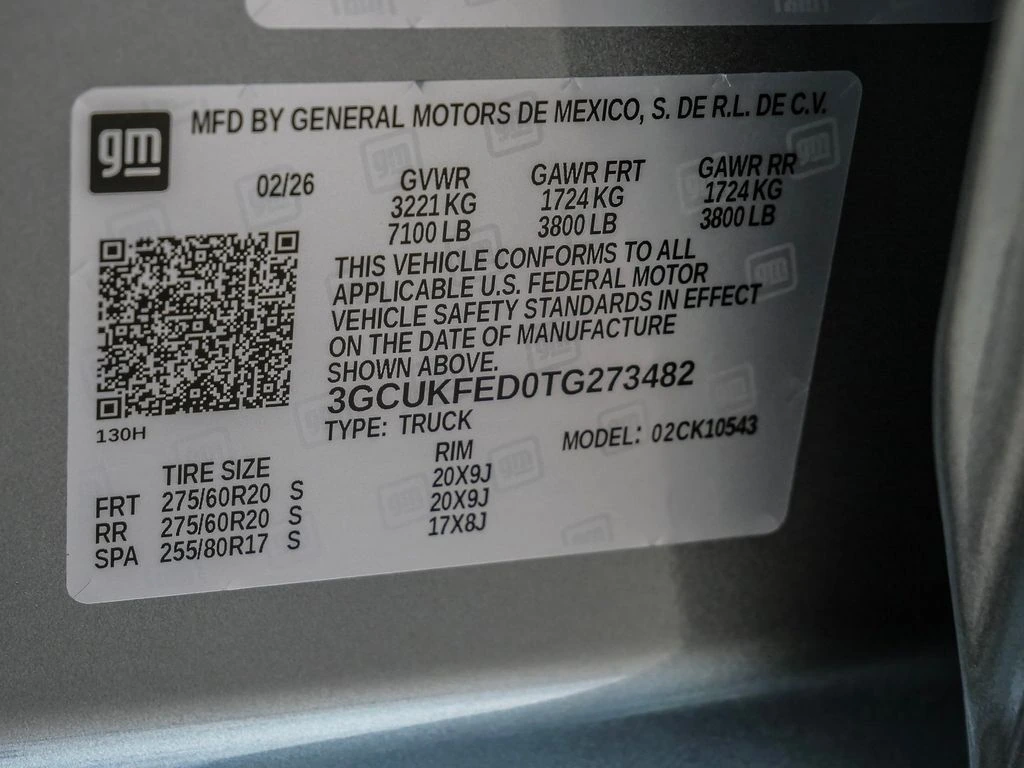 gm
MFD BY GENERAL MOTORS DE MEXICO, S. DE R.L. DE C.V.
02/26 GVWR GAWR FRT GAWR RR
3221 KG 1724 KG 1724 KG
7100 LB 3800 LB 3800 LB
THIS VEHICLE CONFORMS TO ALL
APPLICABLE U.S. FEDERAL MOTOR
VEHICLE SAFETY STANDARDS IN EFFECT
ON THE DATE OF MANUFACTURE
SHOWN ABOVE.
3GCUKFED0TG273482
130H
TYPE: TRUCK MODEL: 02CK10543
TIRE SIZE RIM
FRT 275/60R20 S 20X9J
RR 275/60R20 S 20X9J
SPA 255/80R17 S 17X8J